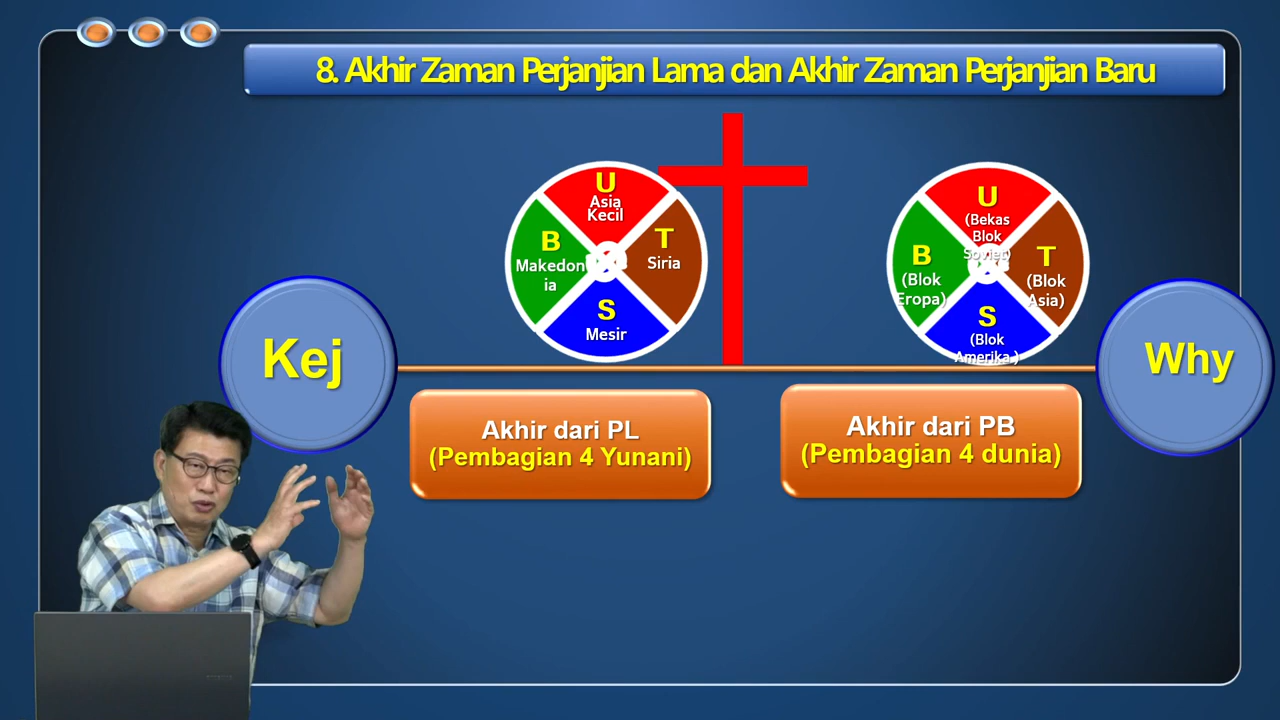 8. Akhir Zaman Perjanjian Lama dan Akhir Zaman Perjanjian Baru
U
Asia
Kecil
B
Makedon
ia
T
Siria
S
Mesir
U
(Bekas
Blok
Soviet)
B
(Blok
Eropa)
T
(Blok
Asia)
S
(Blok
Amerika )
Kej
Why
Akhir dari PL
(Pembagian 4 Yunani)
Akhir dari PB
(Pembagian 4 dunia)